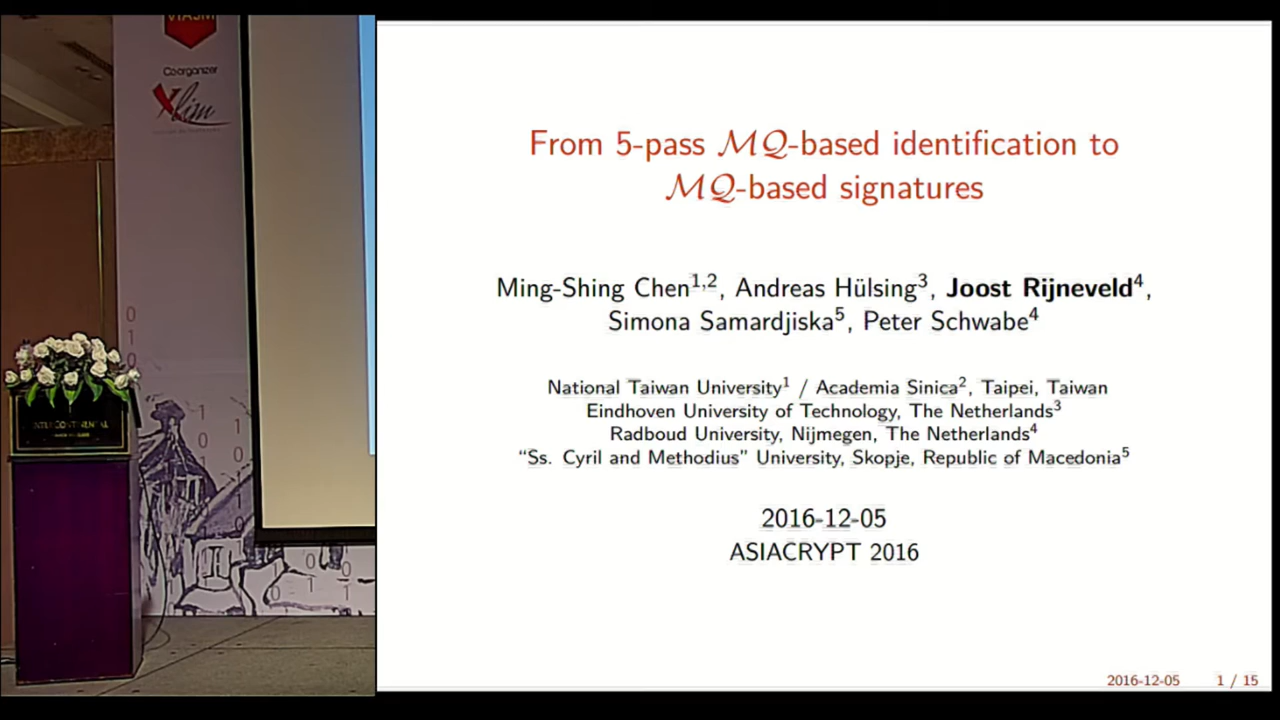 VIASM
Coorganizer
Xlim
INTERCONTINENTAL
From 5-pass MQ-based identification to
MQ-based signatures
Ming-Shing Chen1,2, Andreas Hülsing3, Joost Rijneveld4,
Simona Samardjiska5, Peter Schwabe4
National Taiwan University1 / Academia Sinica2, Taipei, Taiwan
Eindhoven University of Technology, The Netherlands3
Radboud University, Nijmegen, The Netherlands4
“Ss. Cyril and Methodius” University, Skopje, Republic of Macedonia5
2016-12-05
ASIACRYPT 2016
2016-12-05 1 / 15